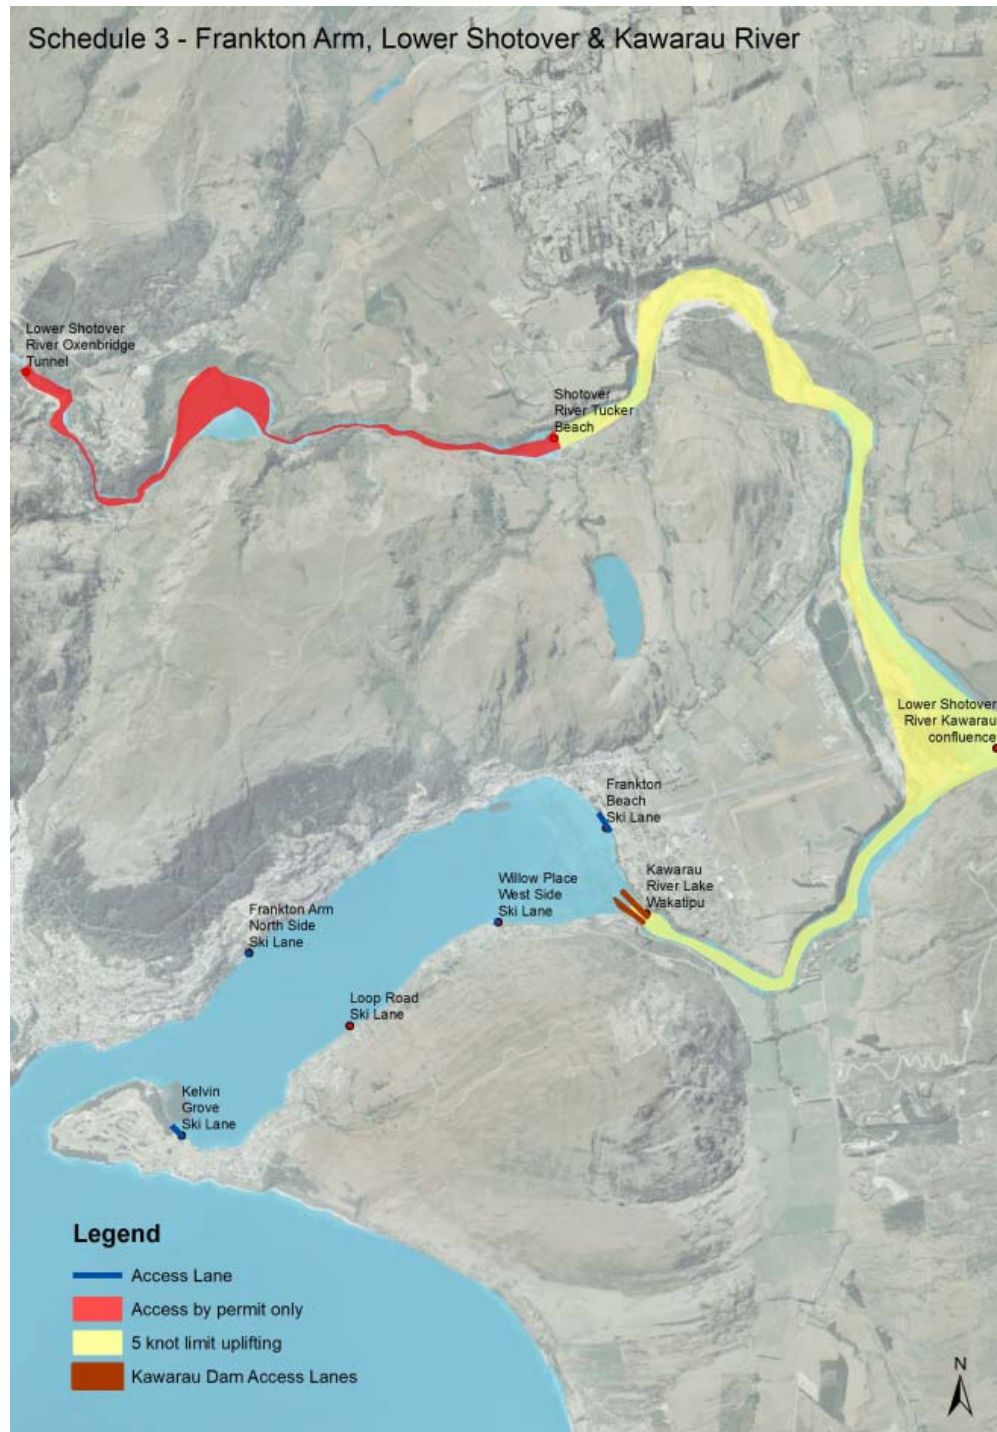 Schedule 3 - Frankton Arm, Lower Shotover & Kawarau River
Lower Shotover
River Oxenbridge
Tunnel
Shotover
River Tucker
Beach
Lower Shotover
River Kawarau
confluence
Frankton
Beach
Ski Lane
Kawarau
River Lake
Wakatipu
Willow Place
West Side
Ski Lane
Frankton Arm
North Side
Ski Lane
Loop Road
Ski Lane
Kelvin
Grove
Ski Lane
Legend
Access Lane
Access by permit only
5 knot limit uplifting
Kawarau Dam Access Lanes
N